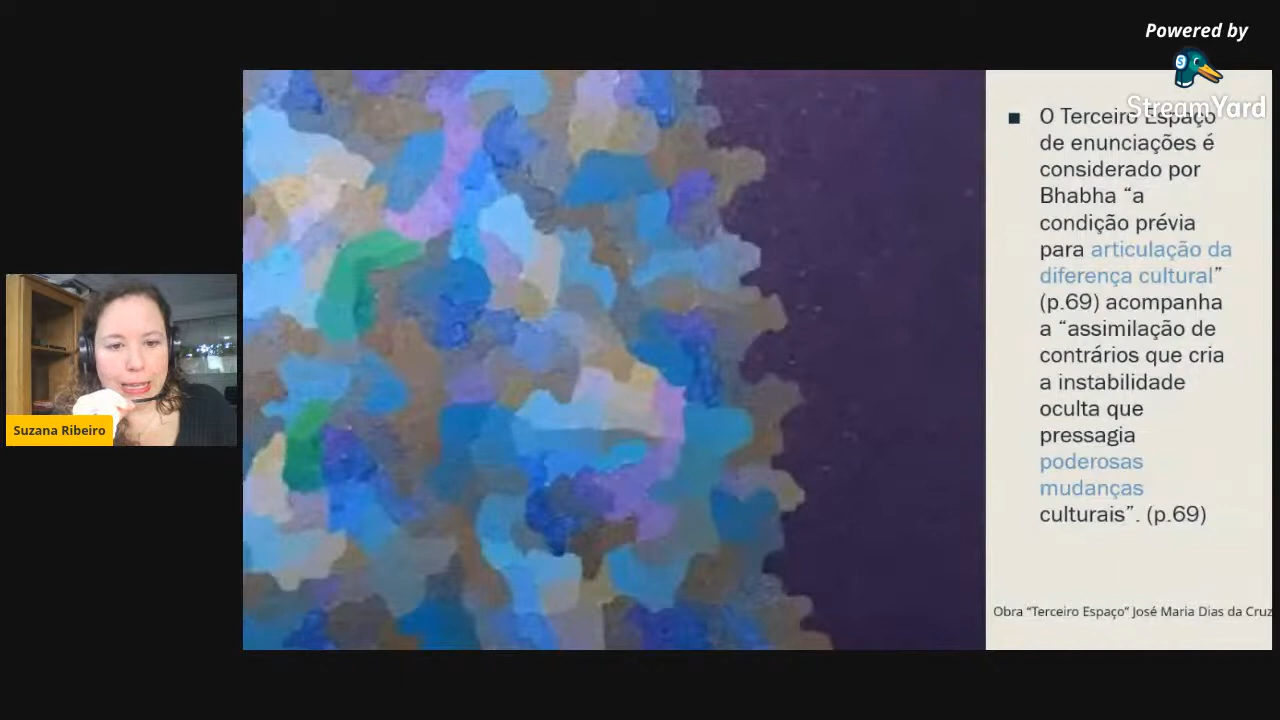 Powered by
StreamYard
■ O Terceiro Espaço
de enunciações é
considerado por
Bhabha “a
condição prévia
para articulação da
diferença cultural”
(p.69) acompanha
a “assimilação de
contrários que cria
a instabilidade
oculta que
pressagia
poderosas
mudanças
culturais”. (p.69)
Suzana Ribeiro
Obra “Terceiro Espaço” José Maria Dias da Cruz